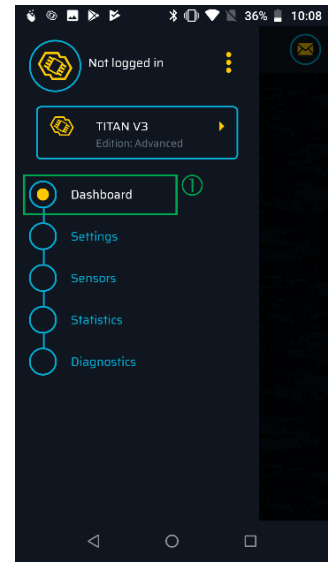 36% 10:08
Not logged in
TITAN V3
Edition: Advanced
Dashboard ①
Settings
Sensors
Statistics
Diagnostics